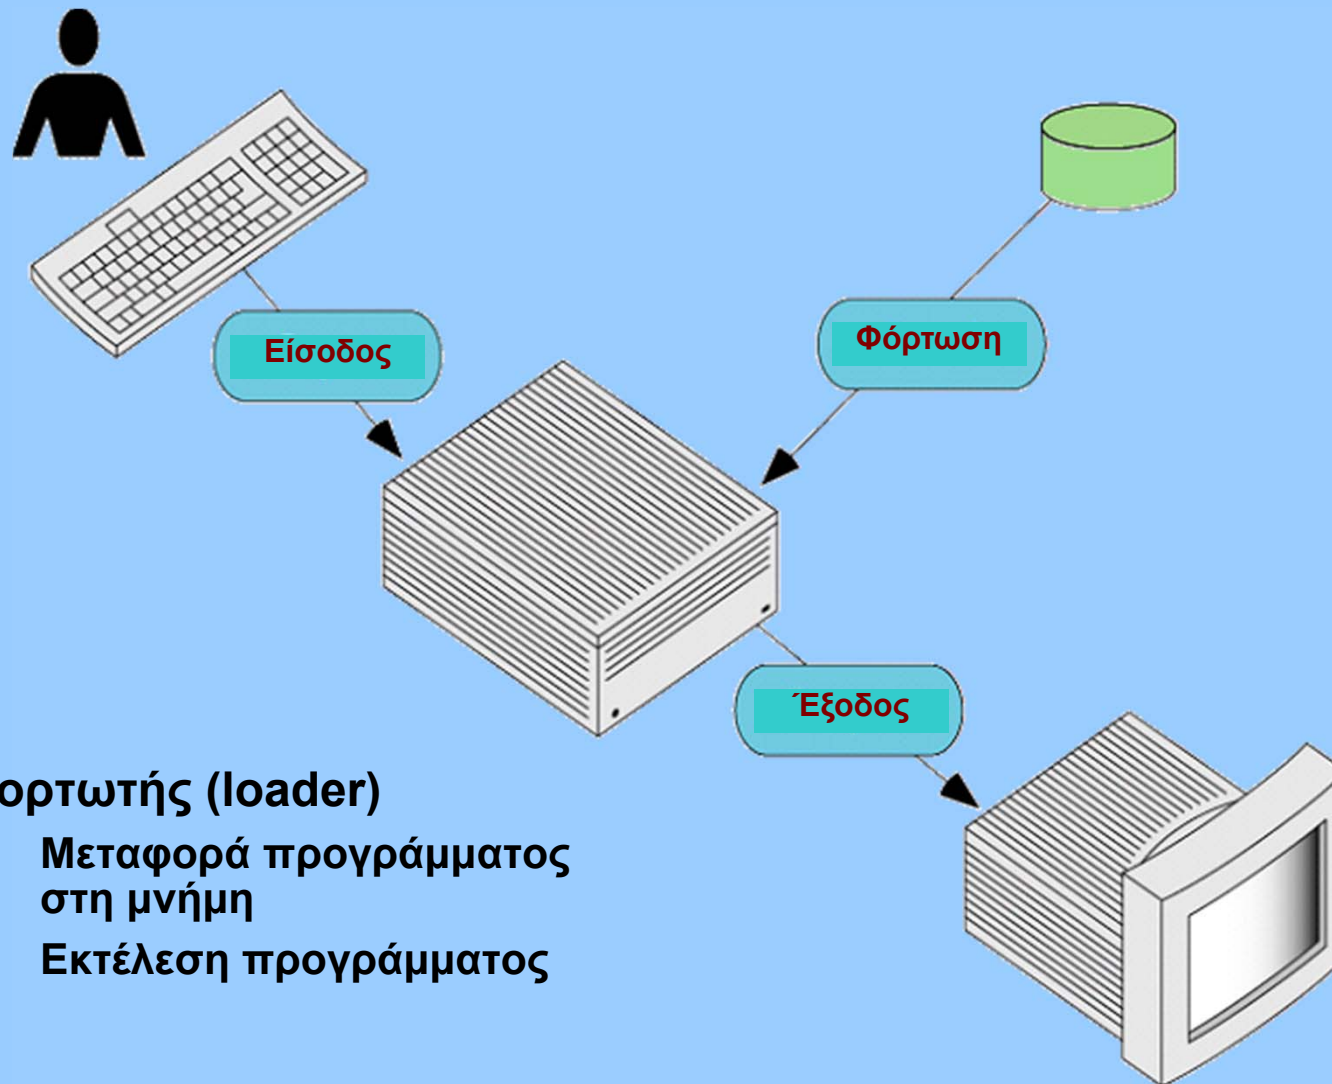 Είσοδος
Φόρτωση
Έξοδος
ορτωτής (loader)
Μεταφορά προγράμματος
στη μνήμη
Εκτέλεση προγράμματος